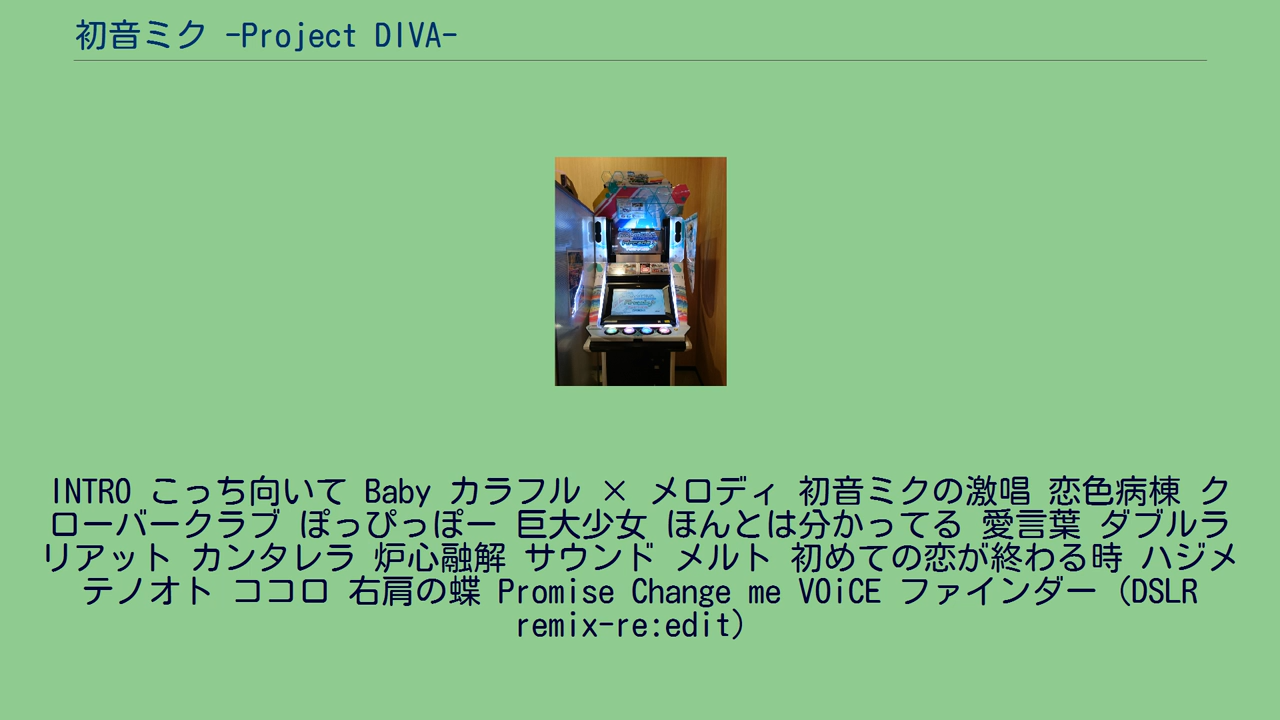 初音ミク -Project DIVA-
INTRO こっち向いて Baby カラフル × メロディ 初音ミクの激唱 恋色病棟 ク
ローバークラブ ぽっぴっぽー 巨大少女 ほんとは分かってる 愛言葉 ダブルラ
リアット カンタレラ 炉心融解 サウンド メルト 初めての恋が終わる時 ハジメ
テノオト ココロ 右肩の蝶 Promise Change me VOiCE ファインダー (DSLR
remix-re:edit)